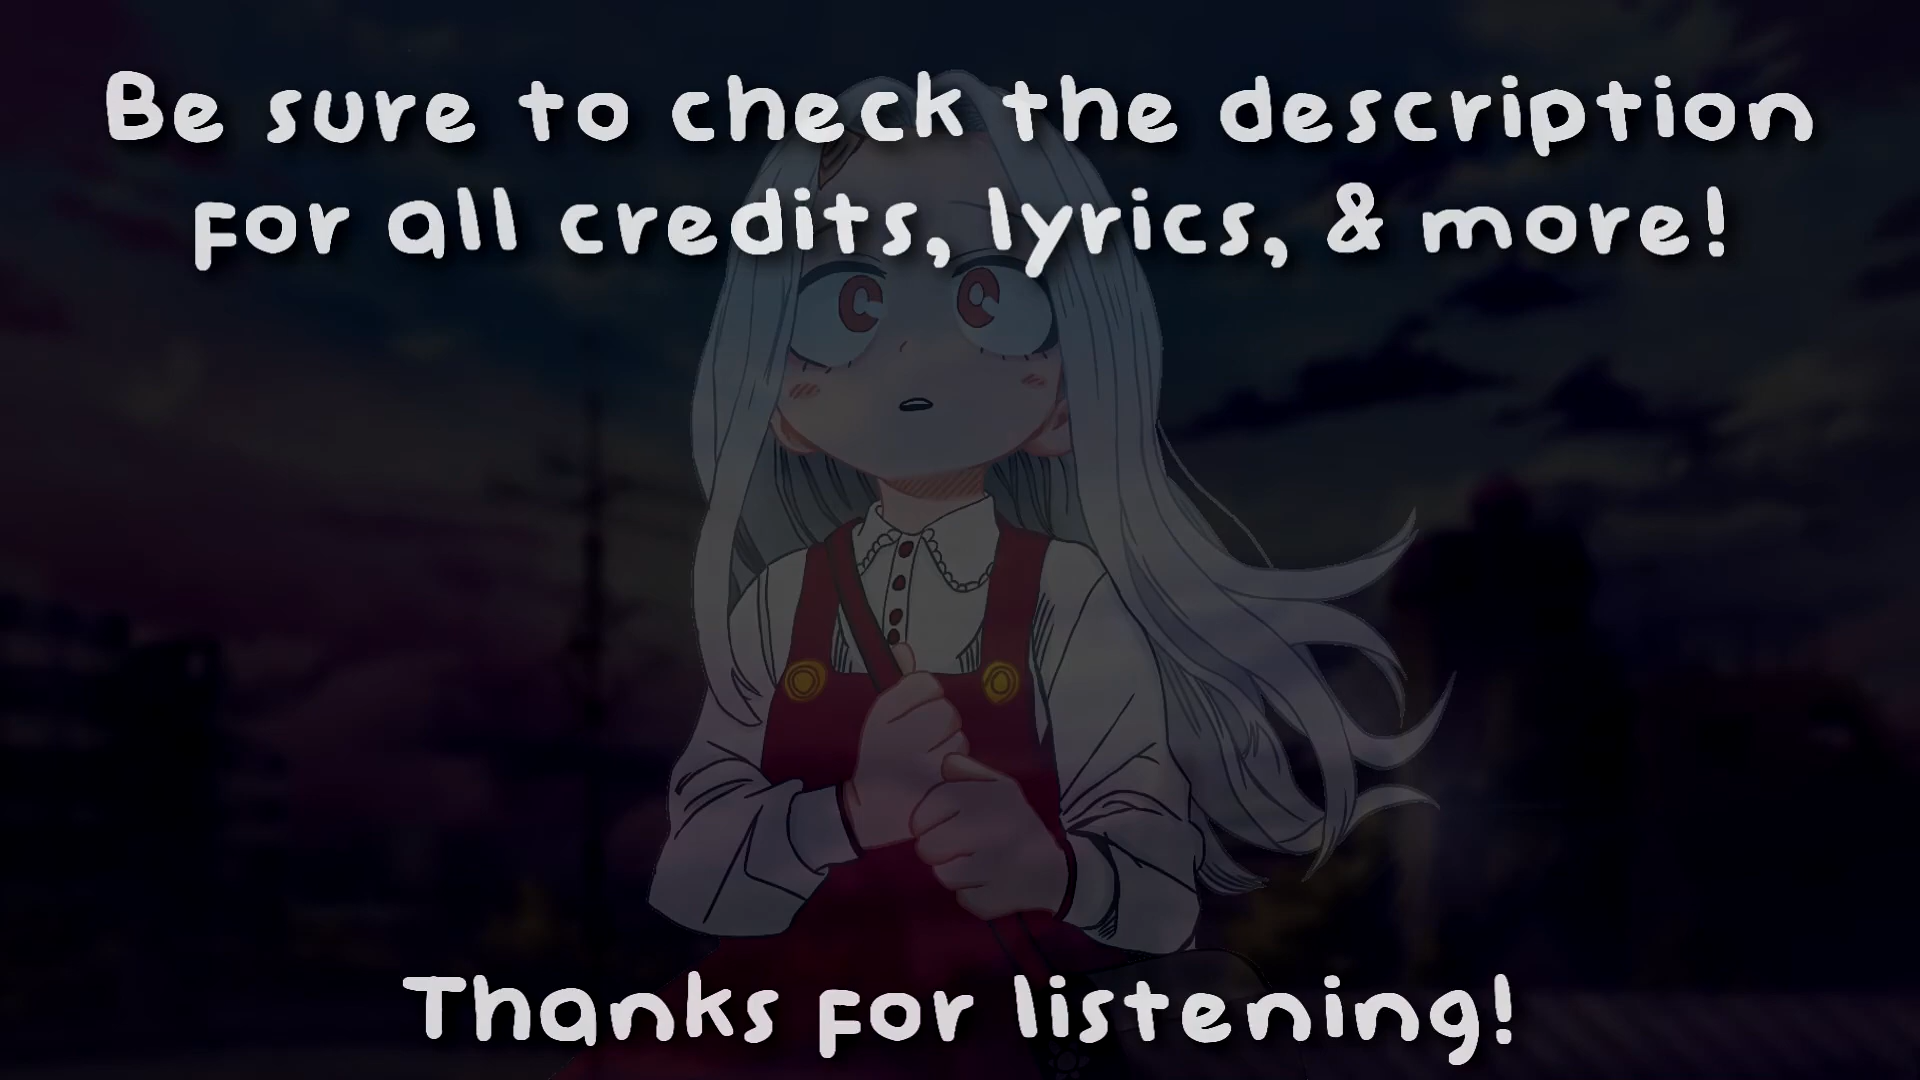 Be sure to check the description
for all credits, lyrics, & more!
Thanks for listening!